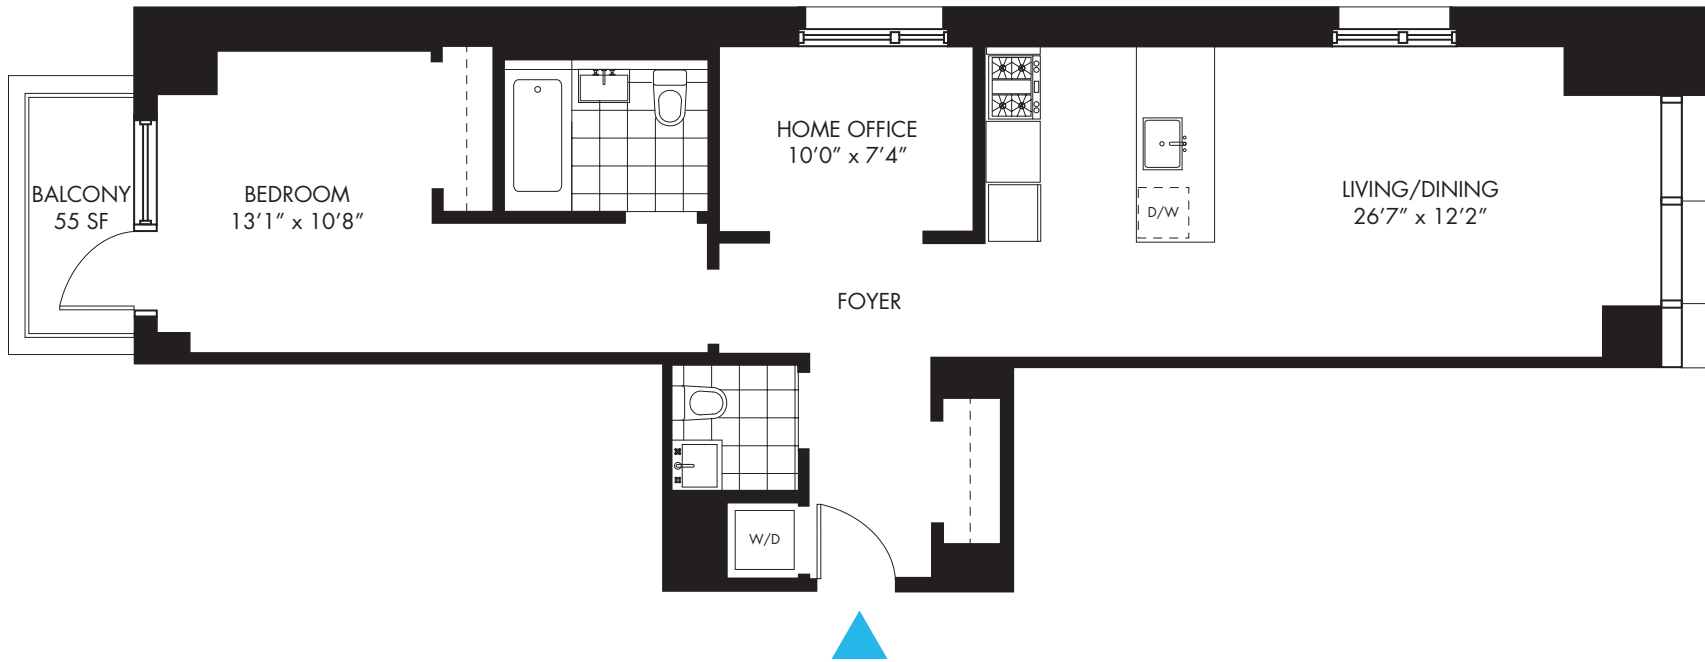 BALCONY
55 SF
BEDROOM
13’1” x 10’8”
HOME OFFICE
10’0” x 7’4”
D/W
LIVING/DINING
26’7” x 12’2”
FOYER
W/D